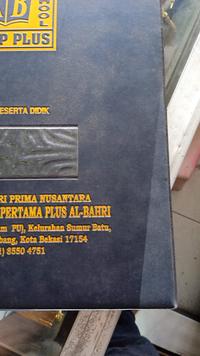 AB
P PLUS
ESERTA DIDIK
RI PRIMA NUSANTARA
PERTAMA PLUS AL-BAHRI
m PU), Kelurahan Sumur Batu,
bang, Kota Bekasi 17154
) 8550 4751